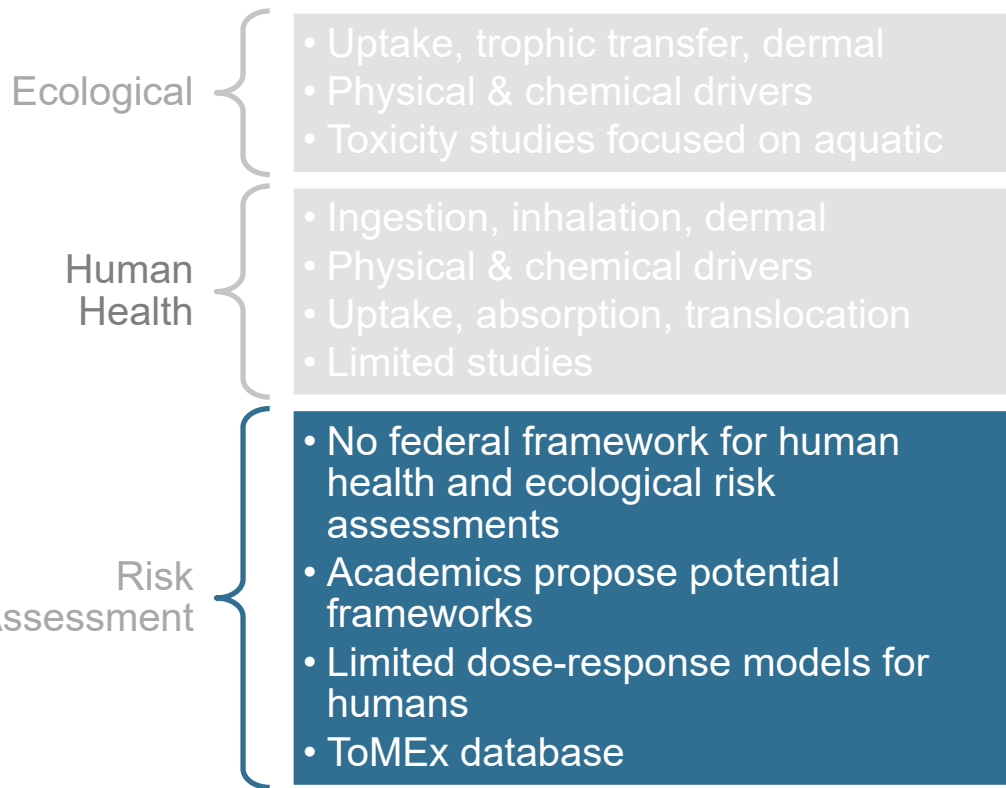 Ecological
• Uptake, trophic transfer, dermal
• Physical & chemical drivers
• Toxicity studies focused on aquatic
Human
Health
• Ingestion, inhalation, dermal
• Physical & chemical drivers
• Uptake, absorption, translocation
• Limited studies
Risk
ssessment
• No federal framework for human
health and ecological risk
assessments
• Academics propose potential
frameworks
• Limited dose-response models for
humans
• ToMEx database